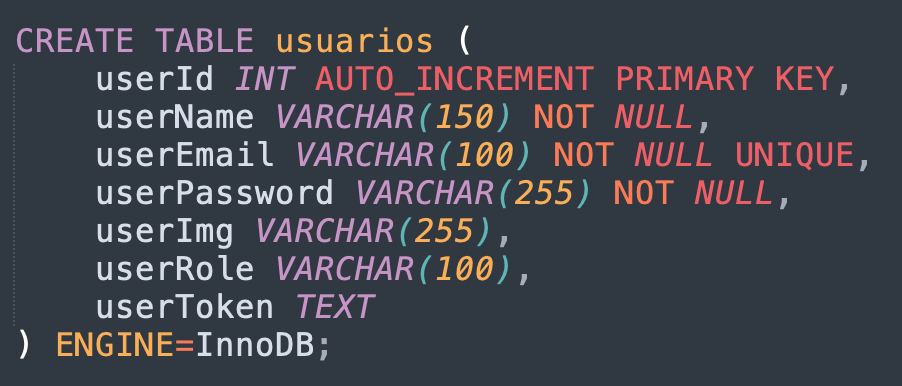 CREATE TABLE usuarios (
    userId INT AUTO_INCREMENT PRIMARY KEY,
    userName VARCHAR(150) NOT NULL,
    userEmail VARCHAR(100) NOT NULL UNIQUE,
    userPassword VARCHAR(255) NOT NULL,
    userImg VARCHAR(255),
    userRole VARCHAR(100),
    userToken TEXT
) ENGINE=InnoDB;